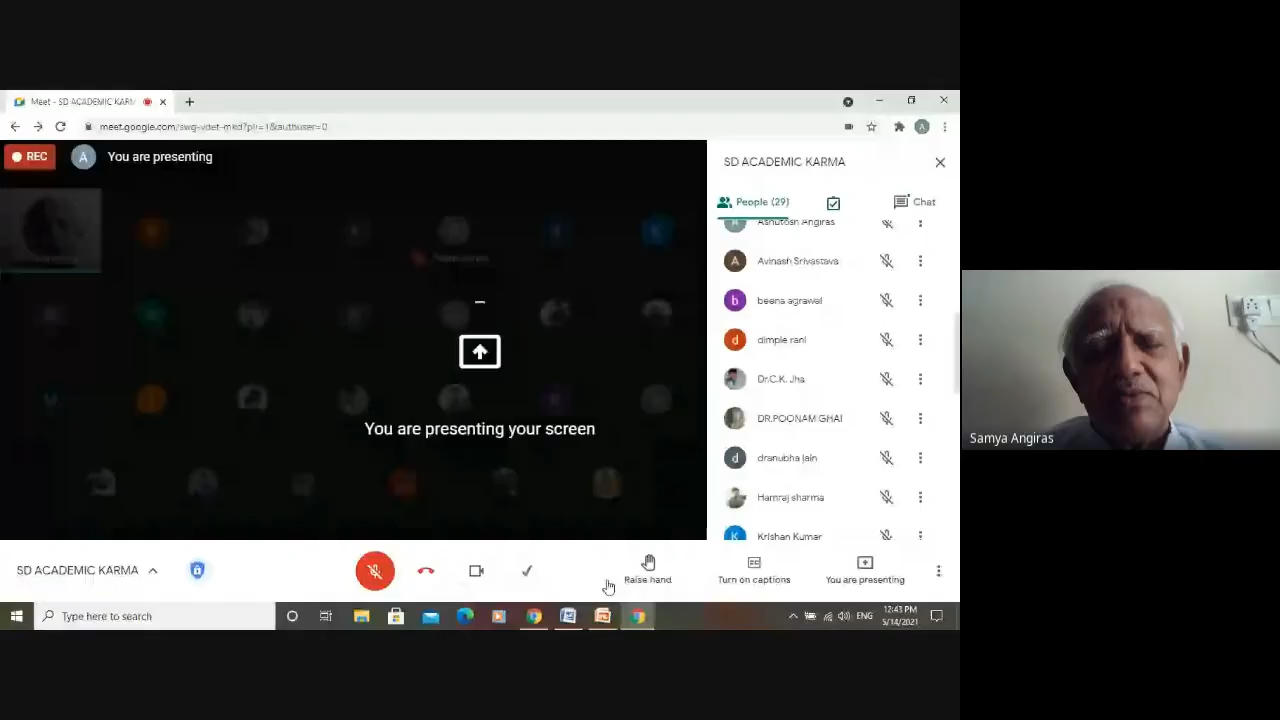 Meet - SD ACADEMIC KARM
meet.google.com/
REC
A
You are presenting
SD ACADEMIC KARMA
People (29)
Chat
Ashutosh Angiras
A
Avinash Srivastava
b
beena agrawal
d
dimple rani
Dr.C.K. Jha
DR.POONAM GHAI
d
dranubha jain
Hamraj sharma
K
Krishan Kumar
You are presenting your screen
Samya Angiras
SD ACADEMIC KARMA
Raise hand
Turn on captions
You are presenting
Type here to search
ENG
12:43 PM
5/14/2021